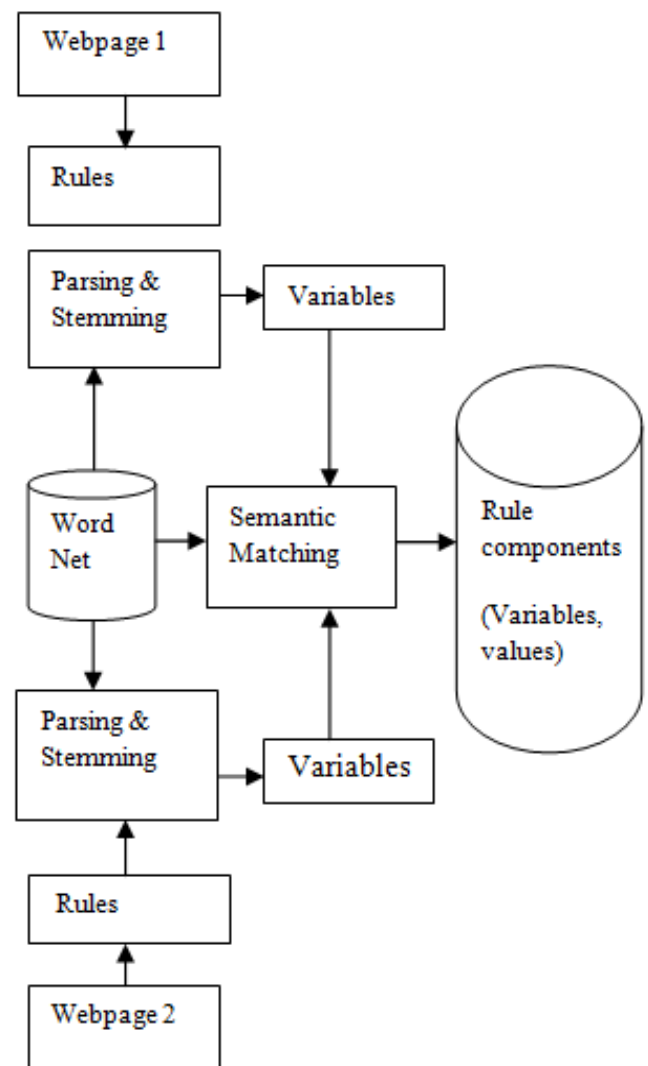 Webpage 1
Rules
Parsing &
Stemming
Variables
Word
Net
Semantic
Matching
Rule
components
(Variables,
values)
Parsing &
Stemming
Variables
Rules
Webpage 2